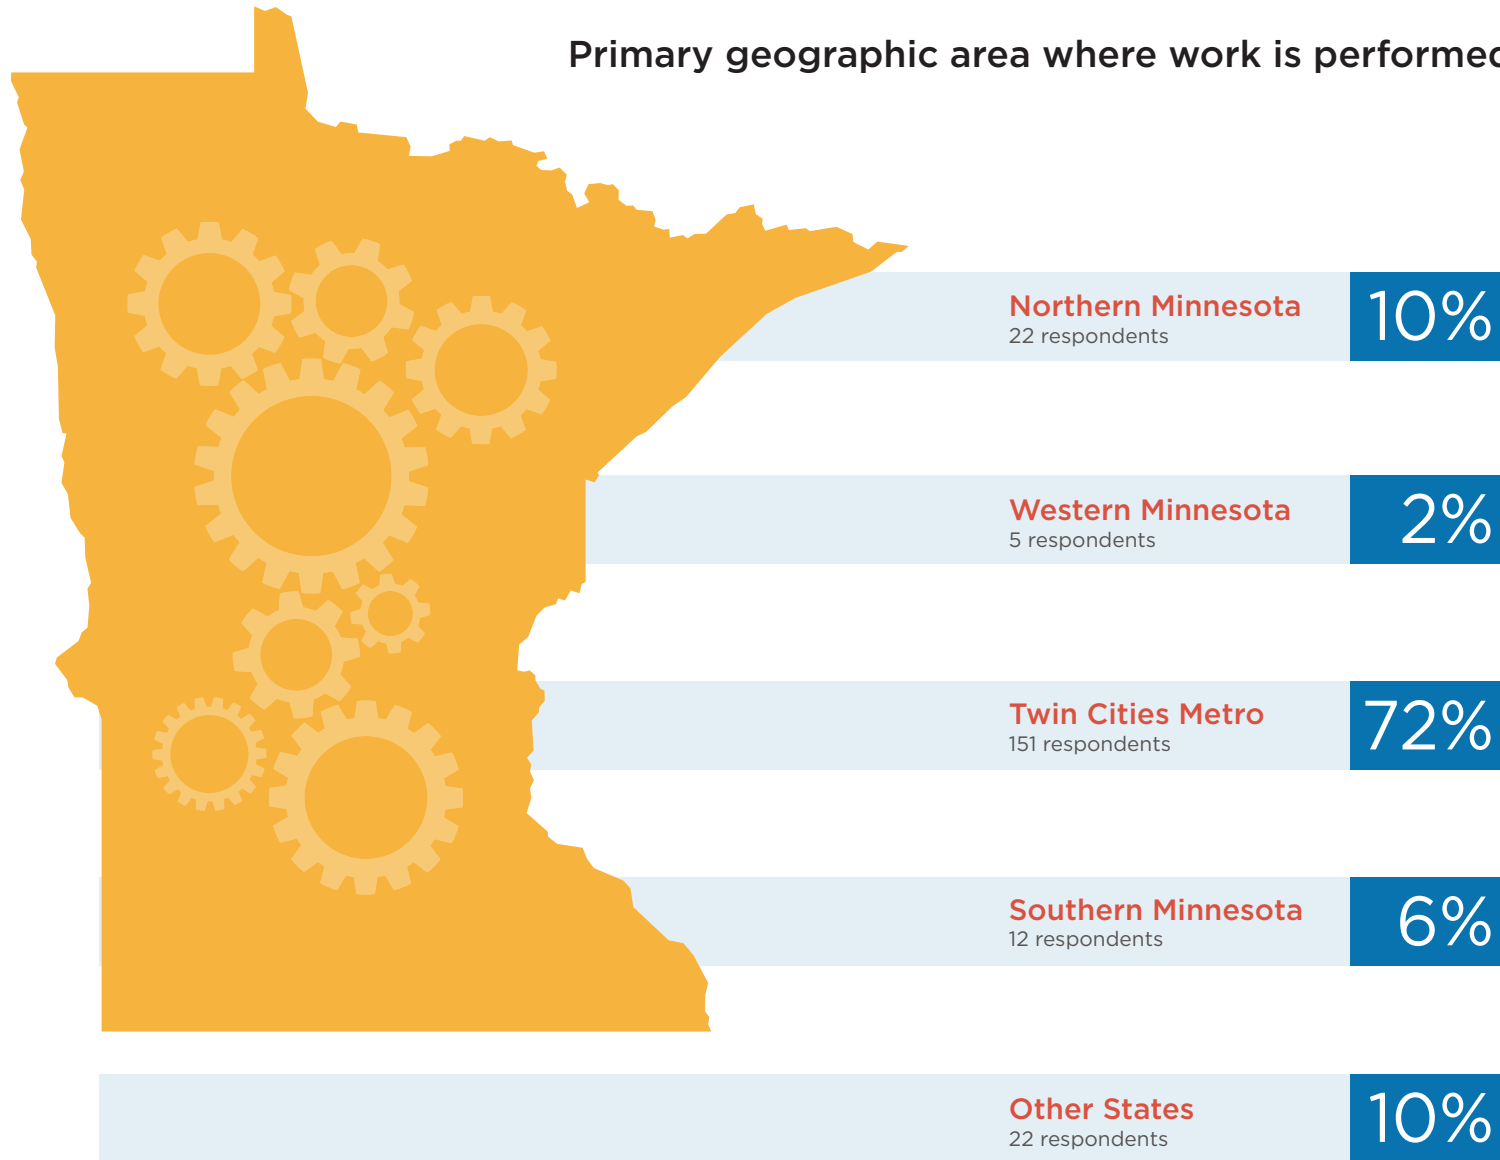 Primary geographic area where work is performed
Northern Minnesota
22 respondents
10%
Western Minnesota
5 respondents
2%
Twin Cities Metro
151 respondents
72%
Southern Minnesota
12 respondents
6%
Other States
22 respondents
10%